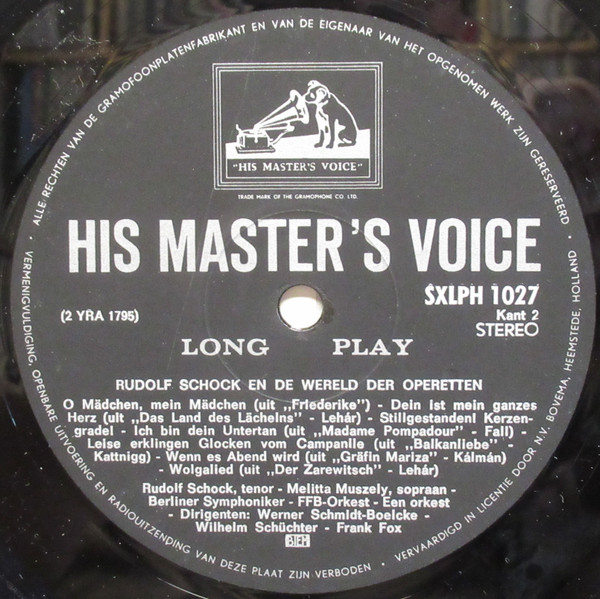 ALLE RECHTEN VAN DE GRAMOFOONPLATENFABRIKANT EN VAN DE EIGENAAR VAN HET OPGENOMEN WERK ZIJN GERESERVEERD •
"HIS MASTER'S VOICE"
TRADE MARK OF THE GRAMOPHONE CO. LTD.
HIS MASTER'S VOICE
SXLPH 1027
(2 YRA 1795)
Kant 2
STEREO
LONG PLAY
RUDOLF SCHOCK EN DE WERELD DER OPERETTEN
O Mädchen, mein Mädchen (uit ,,Friederike") - Dein ist mein ganzes
Herz (uit ,,Das Land des Lächelns" - Lehár) - Stillgestanden! Kerzen-
gradel - Ich bin dein Untertan (uit ,,Madame Pompadour" - Fall) -
Leise erklingen Glocken vom Campanile (uit ,,Balkanliebe" -
Kattnigg) - Wenn es Abend wird (uit ,,Gräfin Mariza" - Kálmán) -
- Wolgalied (uit ,,Der Zarewitsch" - Lehár)
Rudolf Schock, tenor - Melitta Muszely, sopraan -
Berliner Symphoniker - FFB-Orkest - Een orkest
- Dirigenten: Werner Schmidt-Boelcke -
Wilhelm Schüchter - Frank Fox
BIEM
• VERMENIGVULDIGING, OPENBARE UITVOERING EN RADIOUITZENDING VAN DEZE PLAAT ZIJN VERBODEN •
VERVAARDIGD IN LICENTIE DOOR N.V. BOVEMA, HEEMSTEDE, HOLLAND •